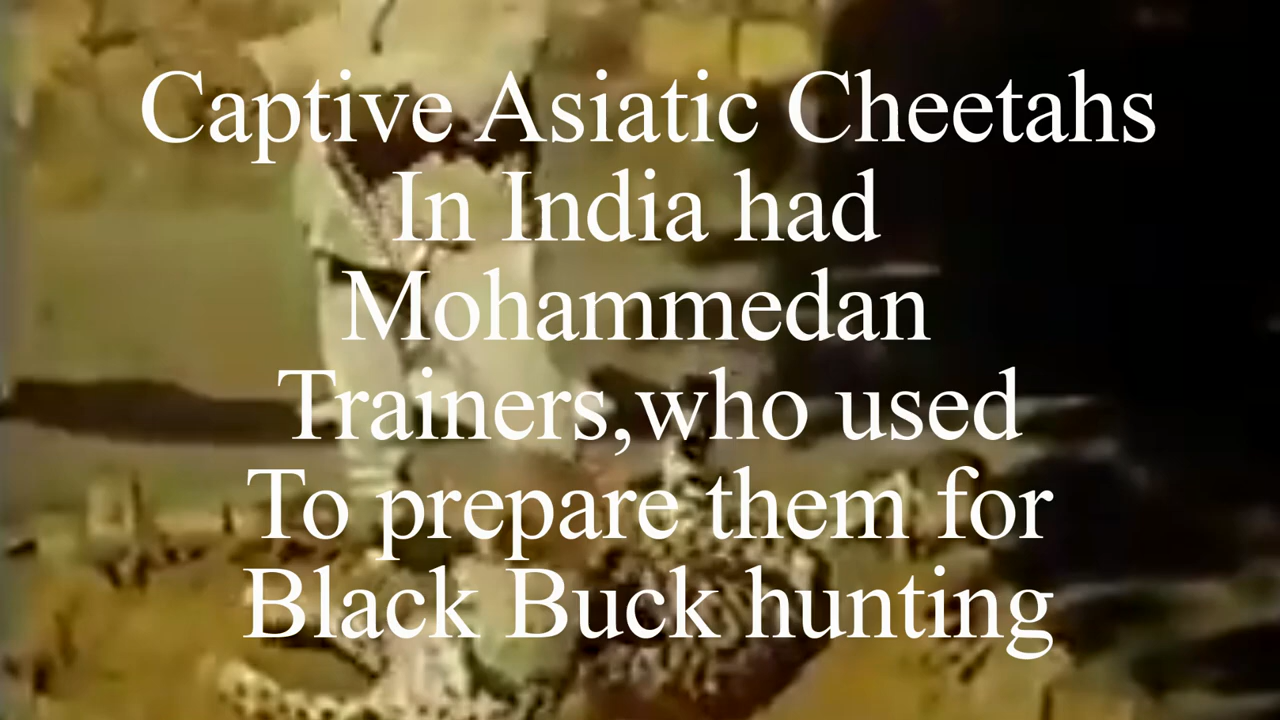 Captive Asiatic Cheetahs
In India had
Mohammedan
Trainers,who used
To prepare them for
Black Buck hunting